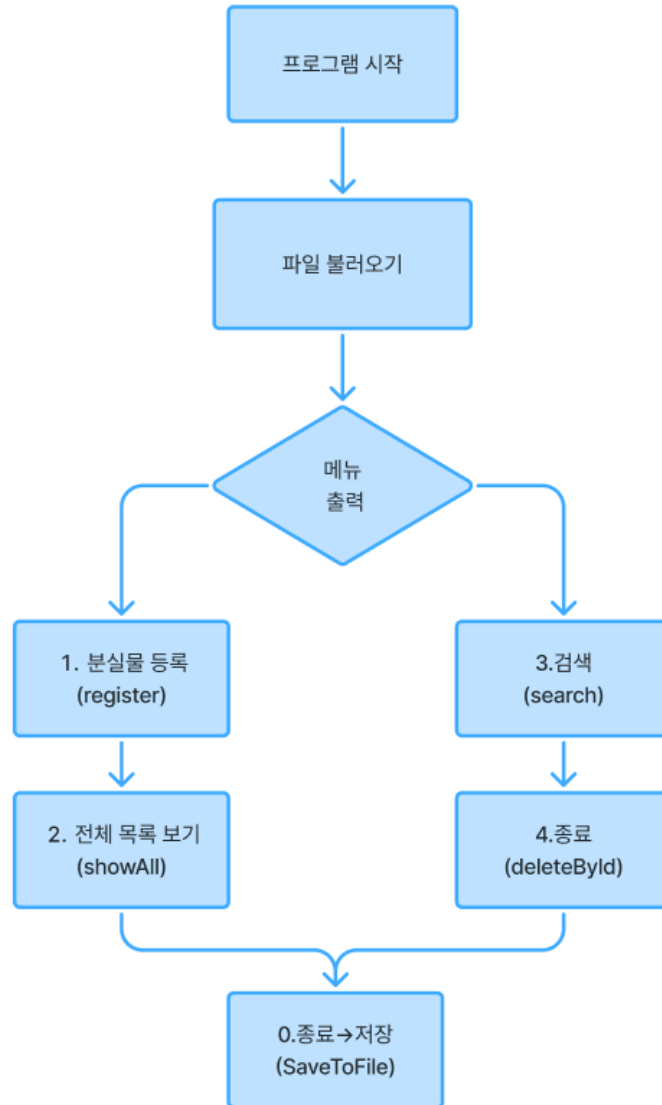 프로그램 시작
파일 불러오기
메뉴
출력
1. 분실물 등록
(register)
2. 전체 목록 보기
(showAll)
3.검색
(search)
4.종료
(deleteById)
0.종료→저장
(SaveToFile)